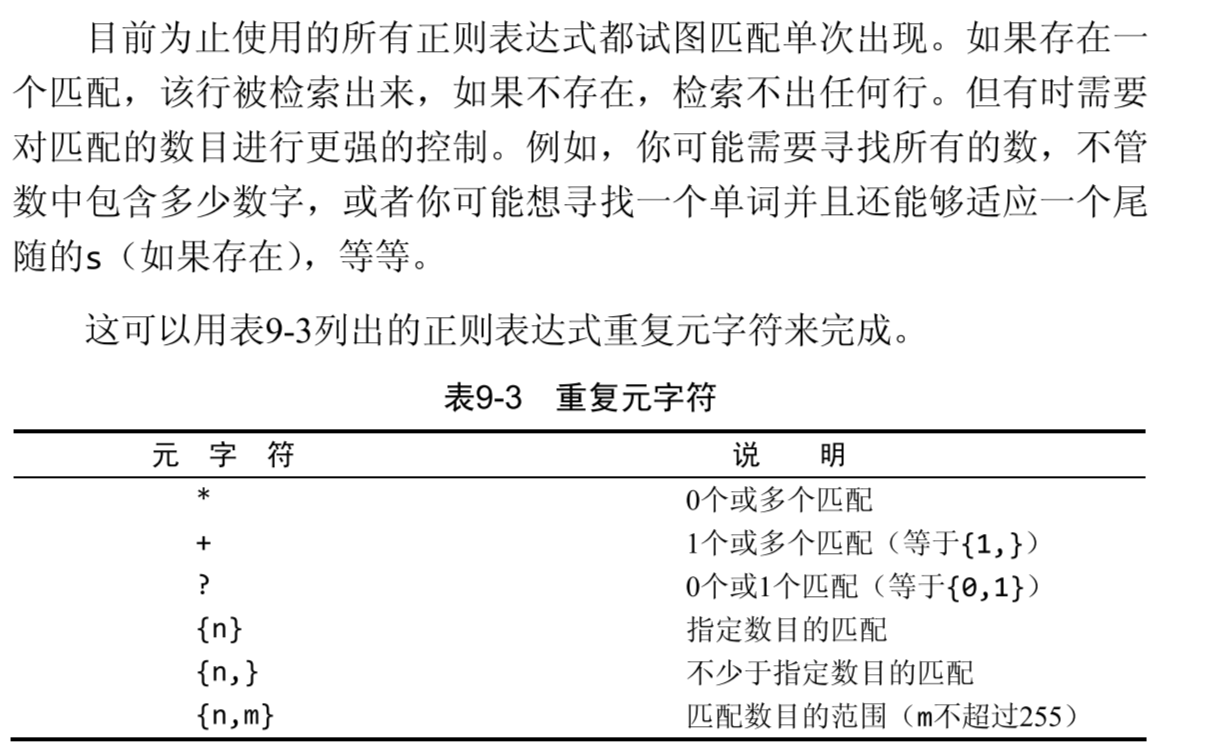 目前为止使用的所有正则表达式都试图匹配单次出现。如果存在一
个匹配，该行被检索出来，如果不存在，检索不出任何行。但有时需要
对匹配的数目进行更强的控制。例如，你可能需要寻找所有的数，不管
数中包含多少数字，或者你可能想寻找一个单词并且还能够适应一个尾
随的s（如果存在），等等。
这可以用表9-3列出的正则表达式重复元字符来完成。
表9-3 重复元字符
元 字 符 说 明
* 0个或多个匹配
+ 1个或多个匹配（等于{1,}）
? 0个或1个匹配（等于{0,1}）
{n} 指定数目的匹配
{n,} 不少于指定数目的匹配
{n,m} 匹配数目的范围（m不超过255）